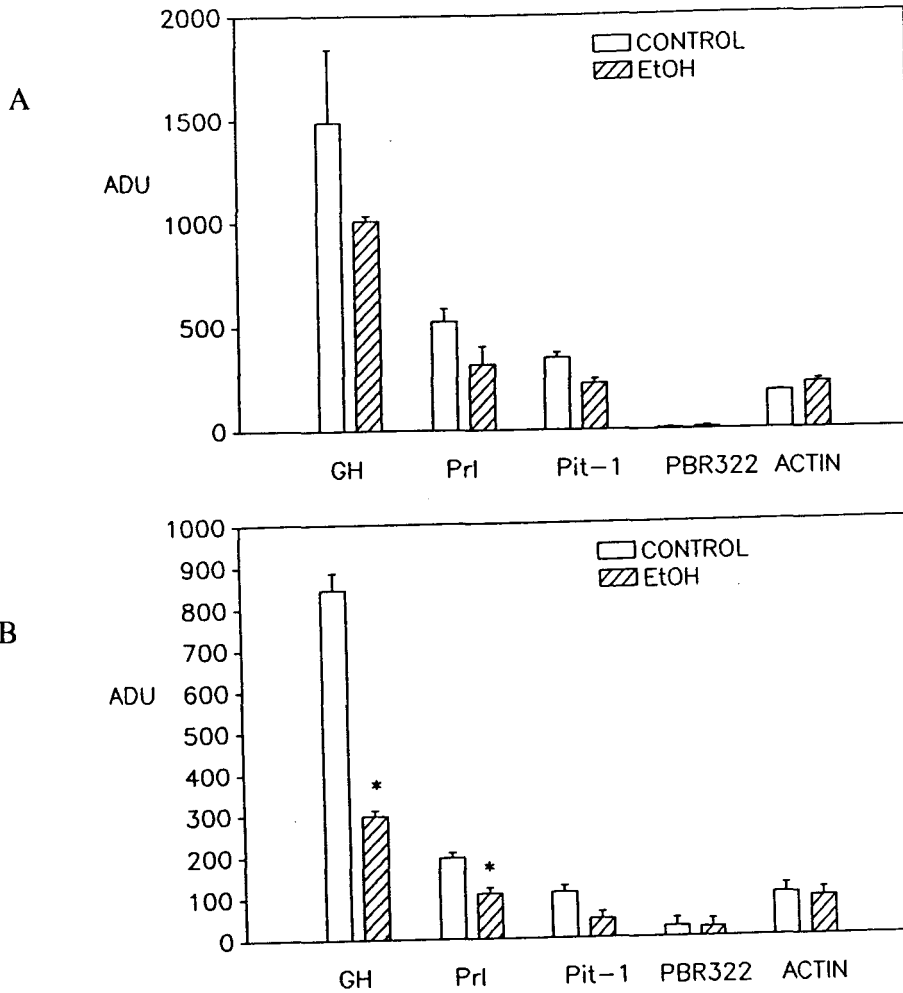 A
ADU
2000
1500
1000
500
0
CONTROL
EtOH
GH Prl Pit-1 PBR322 ACTIN
B
ADU
1000
900
800
700
600
500
400
300
200
100
0
CONTROL
EtOH
*
*
GH Prl Pit-1 PBR322 ACTIN